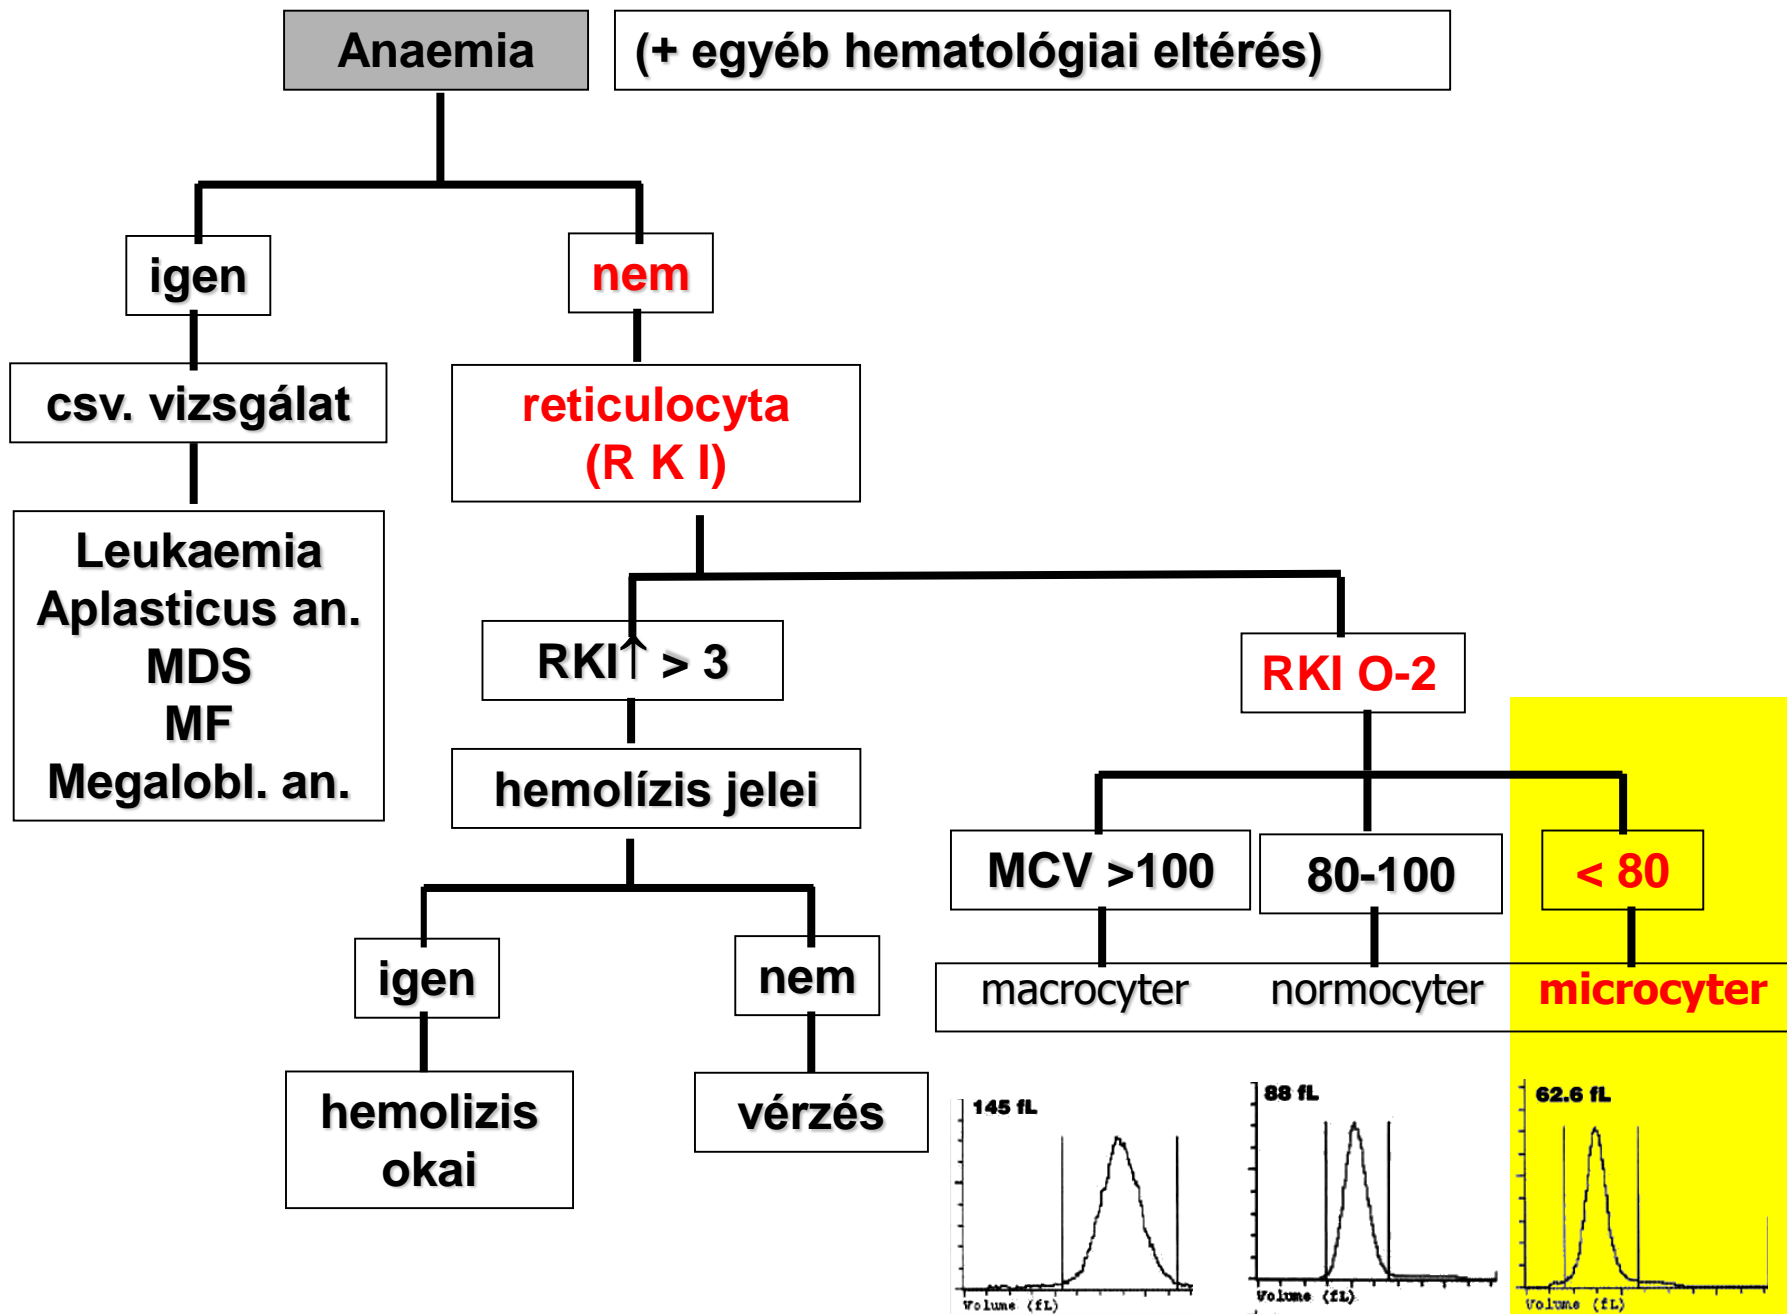 Anaemia
(+ egyéb hematológiai eltérés)
igen
nem
csv. vizsgálat
reticulocyta
(R K I)
Leukaemia
Aplasticus an.
MDS
MF
Megalobl. an.
RKI↑ > 3
RKI O-2
hemolízis jelei
MCV >100
80-100
< 80
igen
nem
macrocyter
normocyter
microcyter
hemolizis
okai
vérzés
145 fL
88 fL
62.6 fL
Volume (fL)
Volume (fL)
Volume (fL)